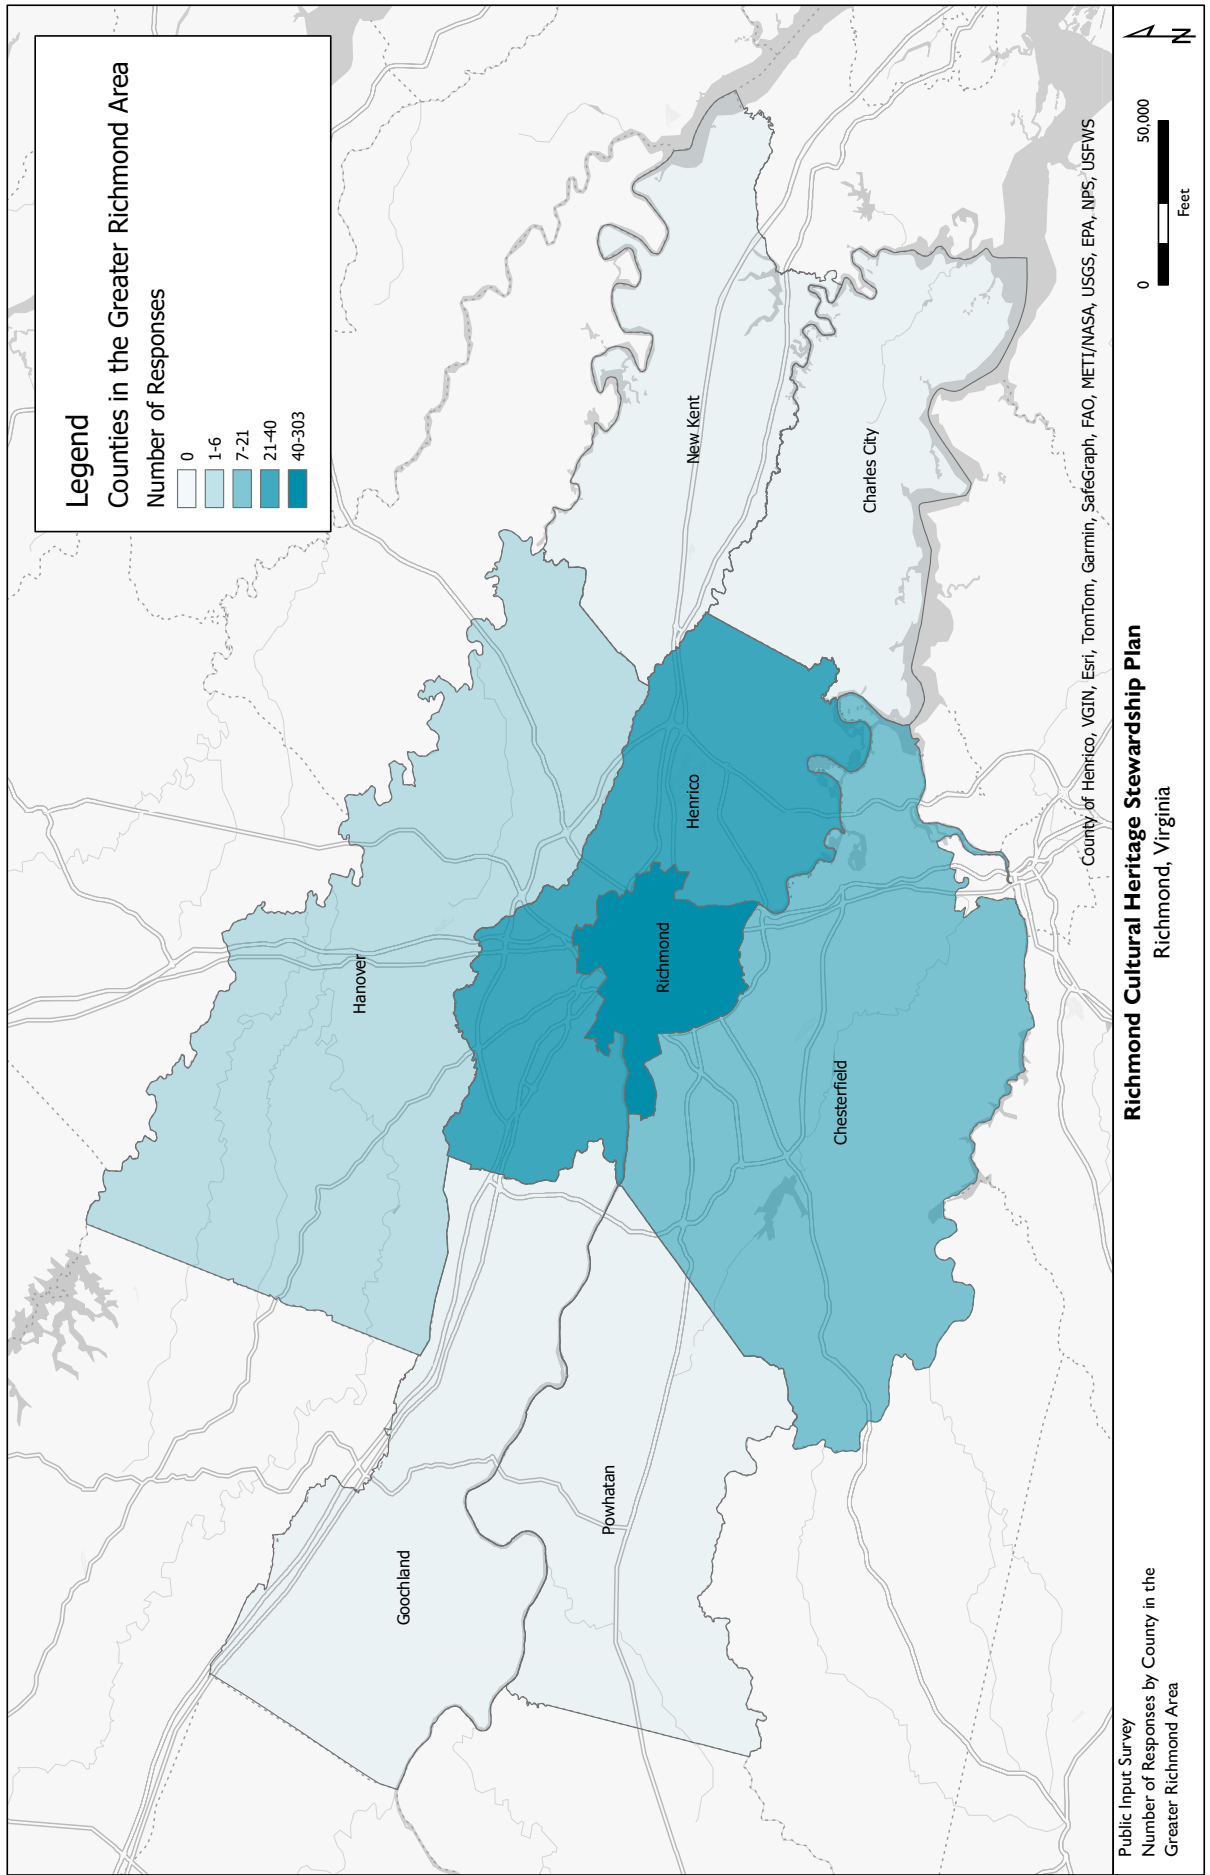 Legend
Counties in the Greater Richmond Area
Number of Responses
0
1-6
7-21
21-40
40-303
Hanover
Goochland
Powhatan
Richmond
Henrico
New Kent
Charles City
Chesterfield
County of Henrico, VGIN, Esri, TomTom, Garmin, SafeGraph, FAO, METI/NASA, USGS, EPA, NPS, USFWS
Public Input Survey
Number of Responses by County in the
Greater Richmond Area
Richmond Cultural Heritage Stewardship Plan
Richmond, Virginia
0 50,000
Feet
N